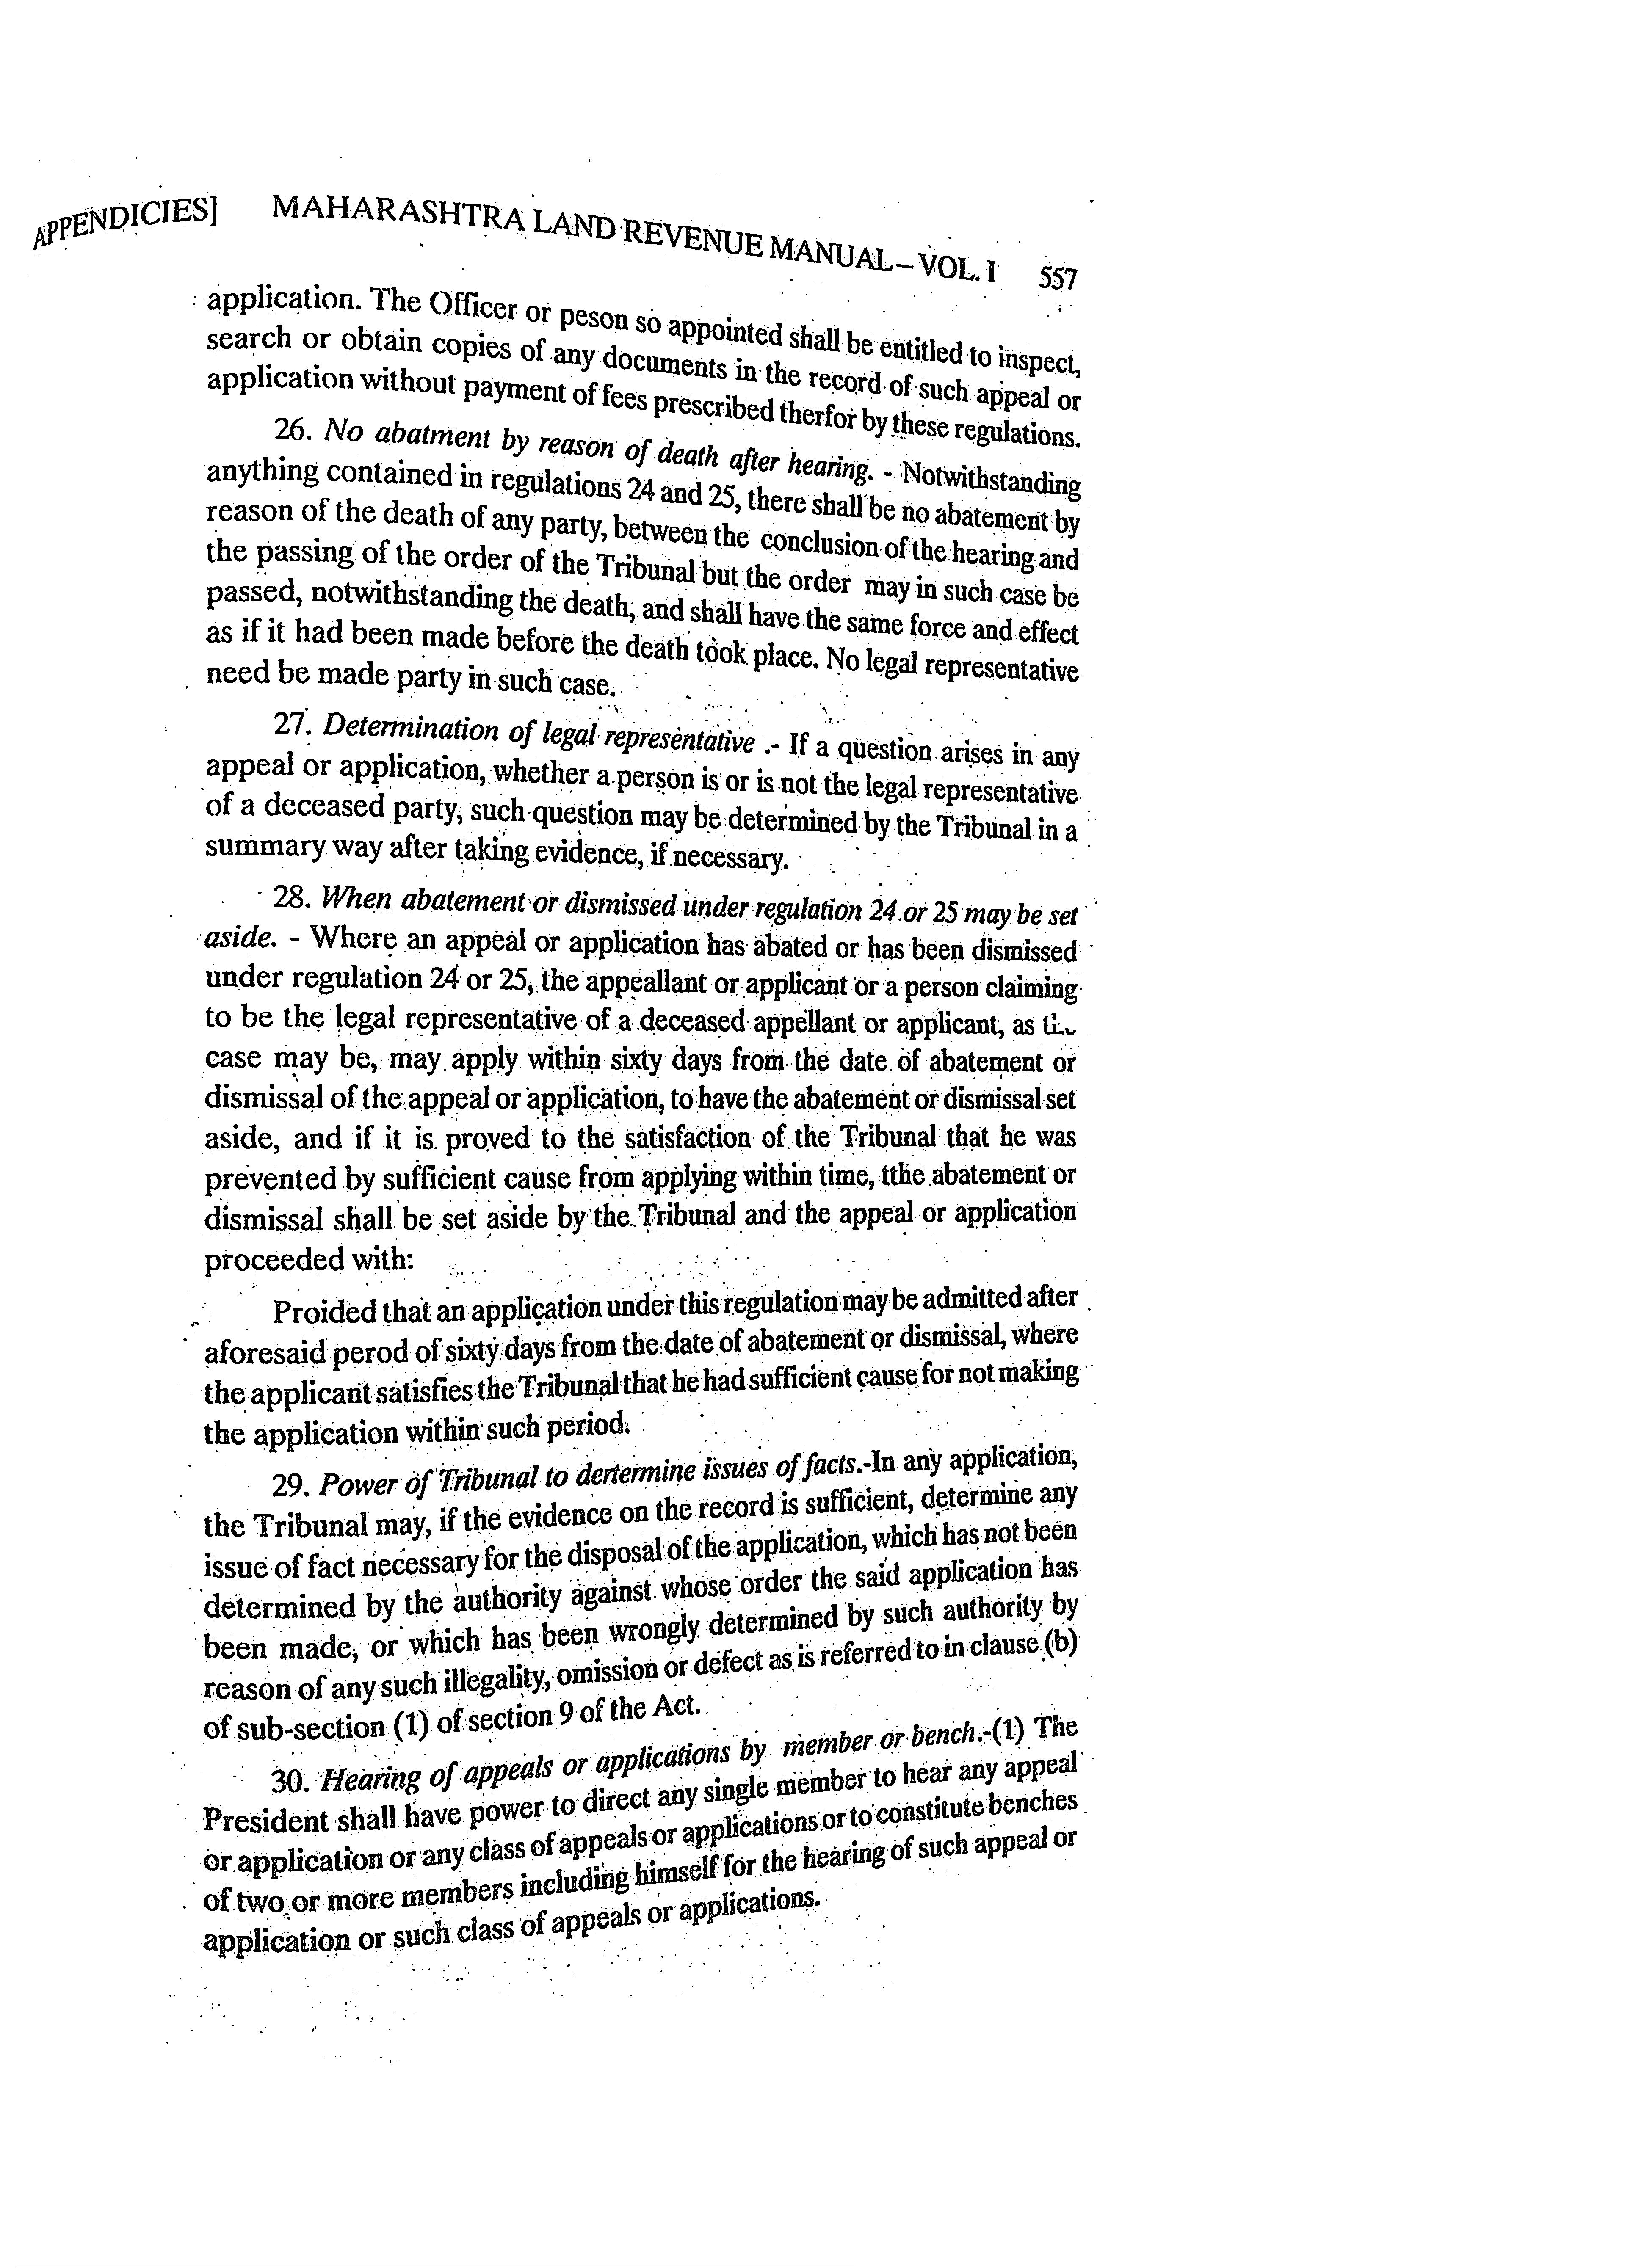 APPENDICIES] MAHARASHTRA LAND REVENUE MANUAL – VOL. I 557
application. The Officer or peson so appointed shall be entitled to inspect,
search or obtain copies of any documents in the record of such appeal or
application without payment of fees prescribed therfor by these regulations.
26. No abatment by reason of death after hearing. - Notwithstanding
anything contained in regulations 24 and 25, there shall be no abatement by
reason of the death of any party, between the conclusion of the hearing and
the passing of the order of the Tribunal but the order may in such case be
passed, notwithstanding the death, and shall have the same force and effect
as if it had been made before the death took place. No legal representative
need be made party in such case.
27. Determination of legal representative .- If a question arises in any
appeal or application, whether a person is or is not the legal representative
of a deceased party, such question may be determined by the Tribunal in a
summary way after taking evidence, if necessary.
28. When abatement or dismissed under regulation 24 or 25 may be set
aside. - Where an appeal or application has abated or has been dismissed
under regulation 24 or 25, the appeallant or applicant or a person claiming
to be the legal representative of a deceased appellant or applicant, as the
case may be, may apply within sixty days from the date of abatement or
dismissal of the appeal or application, to have the abatement or dismissal set
aside, and if it is proved to the satisfaction of the Tribunal that he was
prevented by sufficient cause from applying within time, tthe abatement or
dismissal shall be set aside by the Tribunal and the appeal or application
proceeded with:
Proided that an application under this regulation may be admitted after
aforesaid perod of sixty days from the date of abatement or dismissal, where
the applicant satisfies the Tribunal that he had sufficient cause for not making
the application within such period.
29. Power of Tribunal to dertermine issues of facts.-In any application,
the Tribunal may, if the evidence on the record is sufficient, determine any
issue of fact necessary for the disposal of the application, which has not been
determined by the authority against whose order the said application has
been made, or which has been wrongly determined by such authority by
reason of any such illegality, omission or defect as is referred to in clause (b)
of sub-section (1) of section 9 of the Act.
30. Hearing of appeals or applications by member or bench.-(1) The
President shall have power to direct any single member to hear any appeal
or application or any class of appeals or applications or to constitute benches
of two or more members including himself for the hearing of such appeal or
application or such class of appeals or applications.